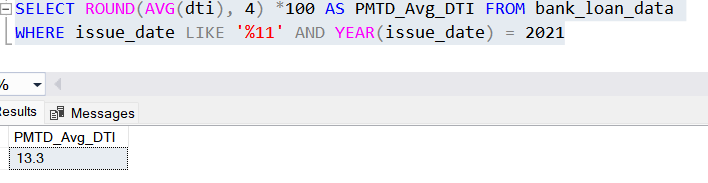 SELECT ROUND(AVG(dti), 4) *100 AS PMTD_Avg_DTI FROM bank_loan_data
WHERE issue_date LIKE '%11' AND YEAR(issue_date) = 2021
%
Results Messages
PMTD_Avg_DTI
13.3